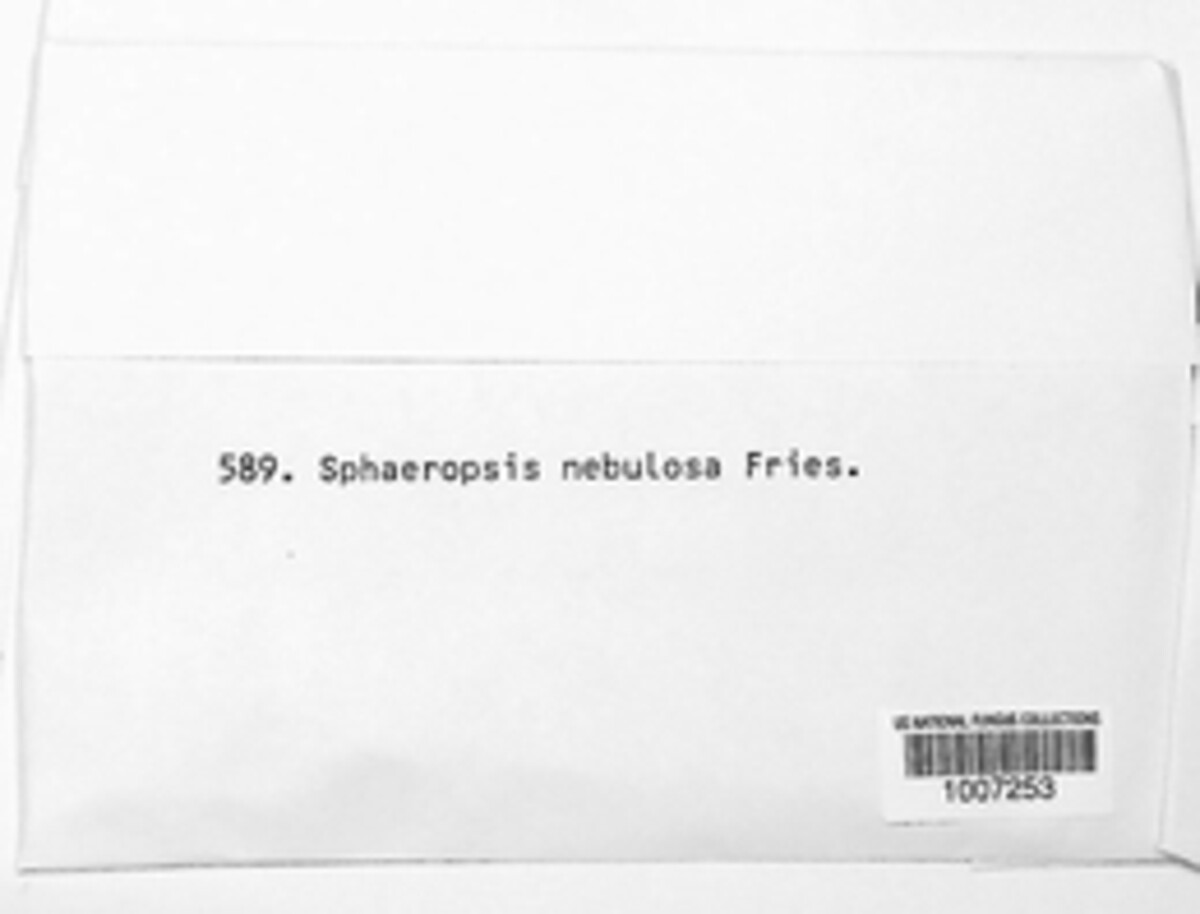 589. Sphaeropsis nebulosa Fries.
US NATIONAL FUNGUS COLLECTIONS
1007253